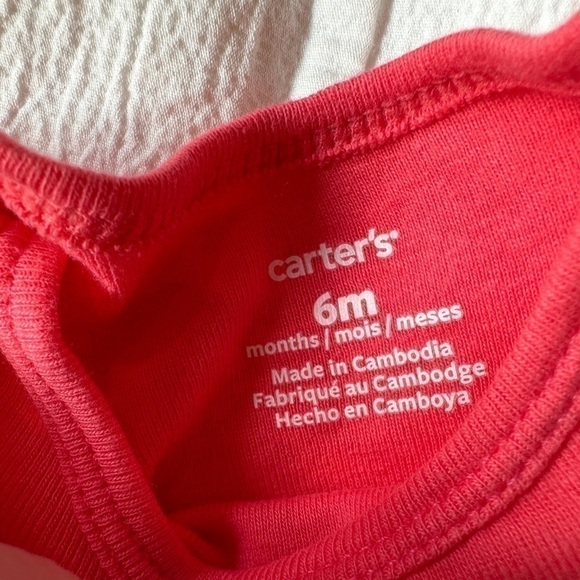 carter's
6m
months / mois / meses
Made in Cambodia
Fabriqué au Cambodge
Hecho en Camboya